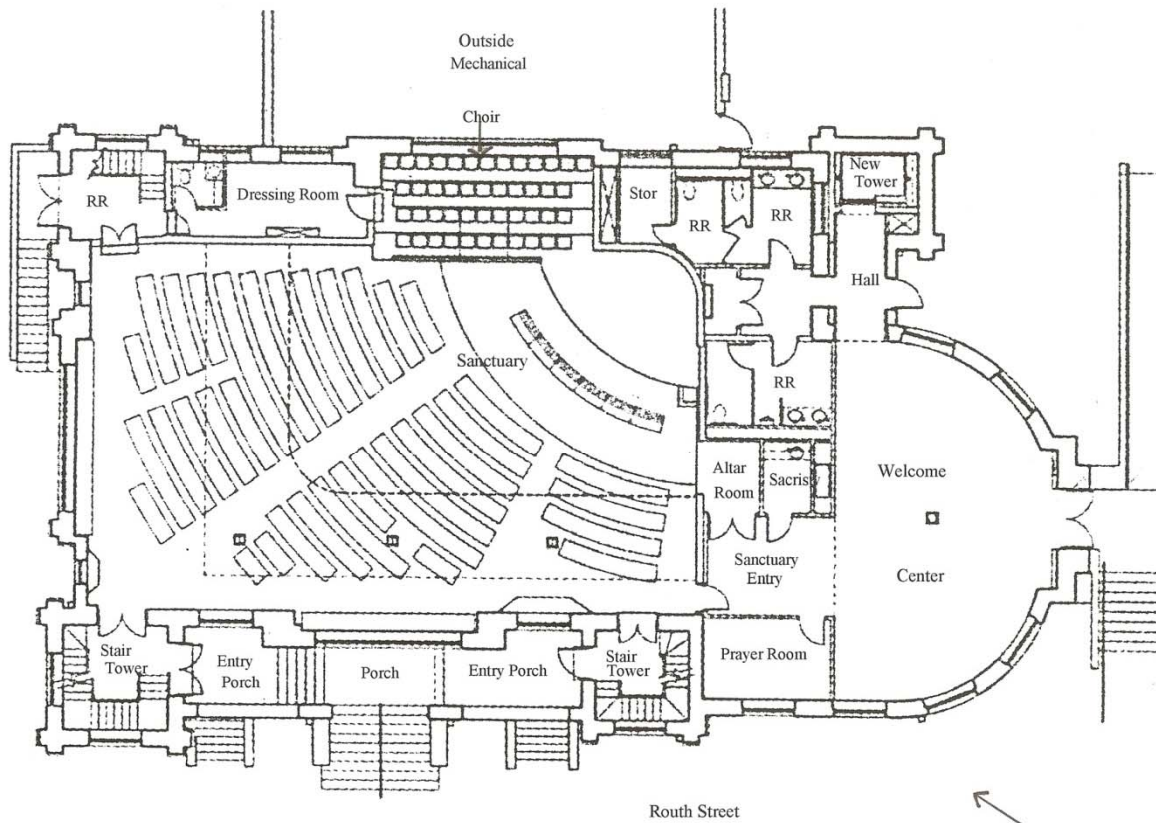 Outside
Mechanical
Choir
New
Tower
RR
Dressing Room
Stor
RR
RR
Hall
Sanctuary
RR
Altar
Room
Sacristy
Welcome
Center
Sanctuary
Entry
Stair
Tower
Entry
Porch
Porch
Entry Porch
Stair
Tower
Prayer Room
Routh Street